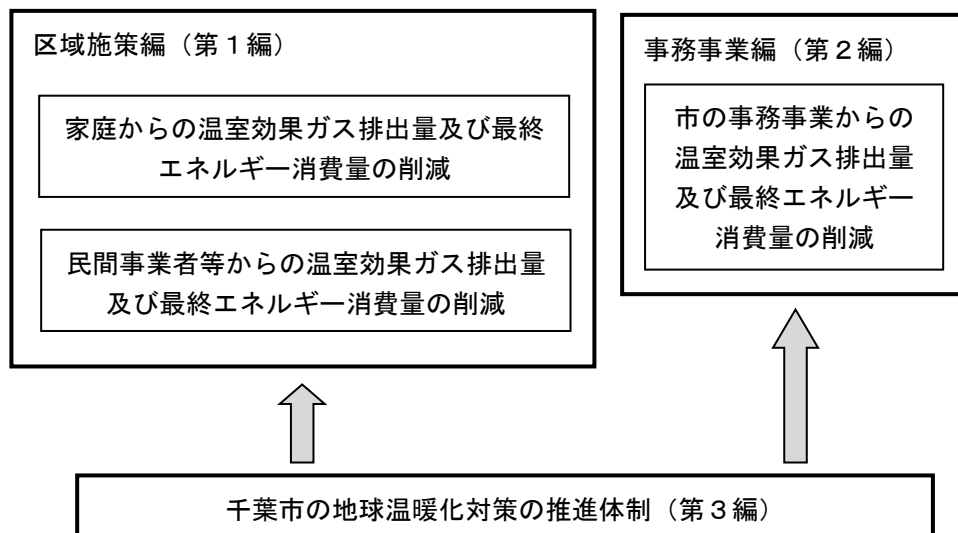 区域施策編（第１編）
家庭からの温室効果ガス排出量及び最終
エネルギー消費量の削減
民間事業者等からの温室効果ガス排出量
及び最終エネルギー消費量の削減
事務事業編（第２編）
市の事務事業からの
温室効果ガス排出量
及び最終エネルギー
消費量の削減
千葉市の地球温暖化対策の推進体制（第３編）